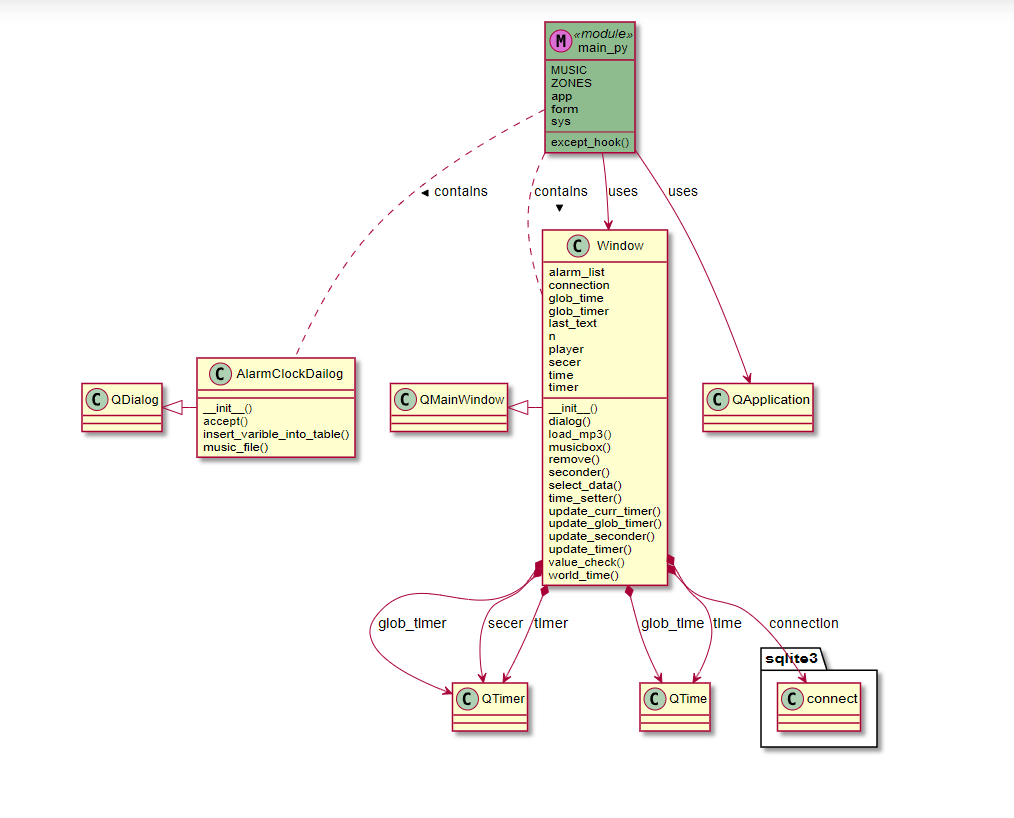 M «module»
main_py
MUSIC
ZONES
app
form
sys
except_hook()
◄ contains
contains
▼
uses
uses
C Window
alarm_list
connection
glob_time
glob_timer
last_text
n
player
secer
time
timer
__init__()
dialog()
load_mp3()
musicbox()
remove()
seconder()
select_data()
time_setter()
update_curr_timer()
update_glob_timer()
update_seconder()
update_timer()
value_check()
world_time()
C QDialog
C AlarmClockDailog
__init__()
accept()
insert_varible_into_table()
music_file()
C QMainWindow
C QApplication
glob_timer
secer
timer
glob_time
time
connection
sqlite3
C QTimer
C QTime
C connect